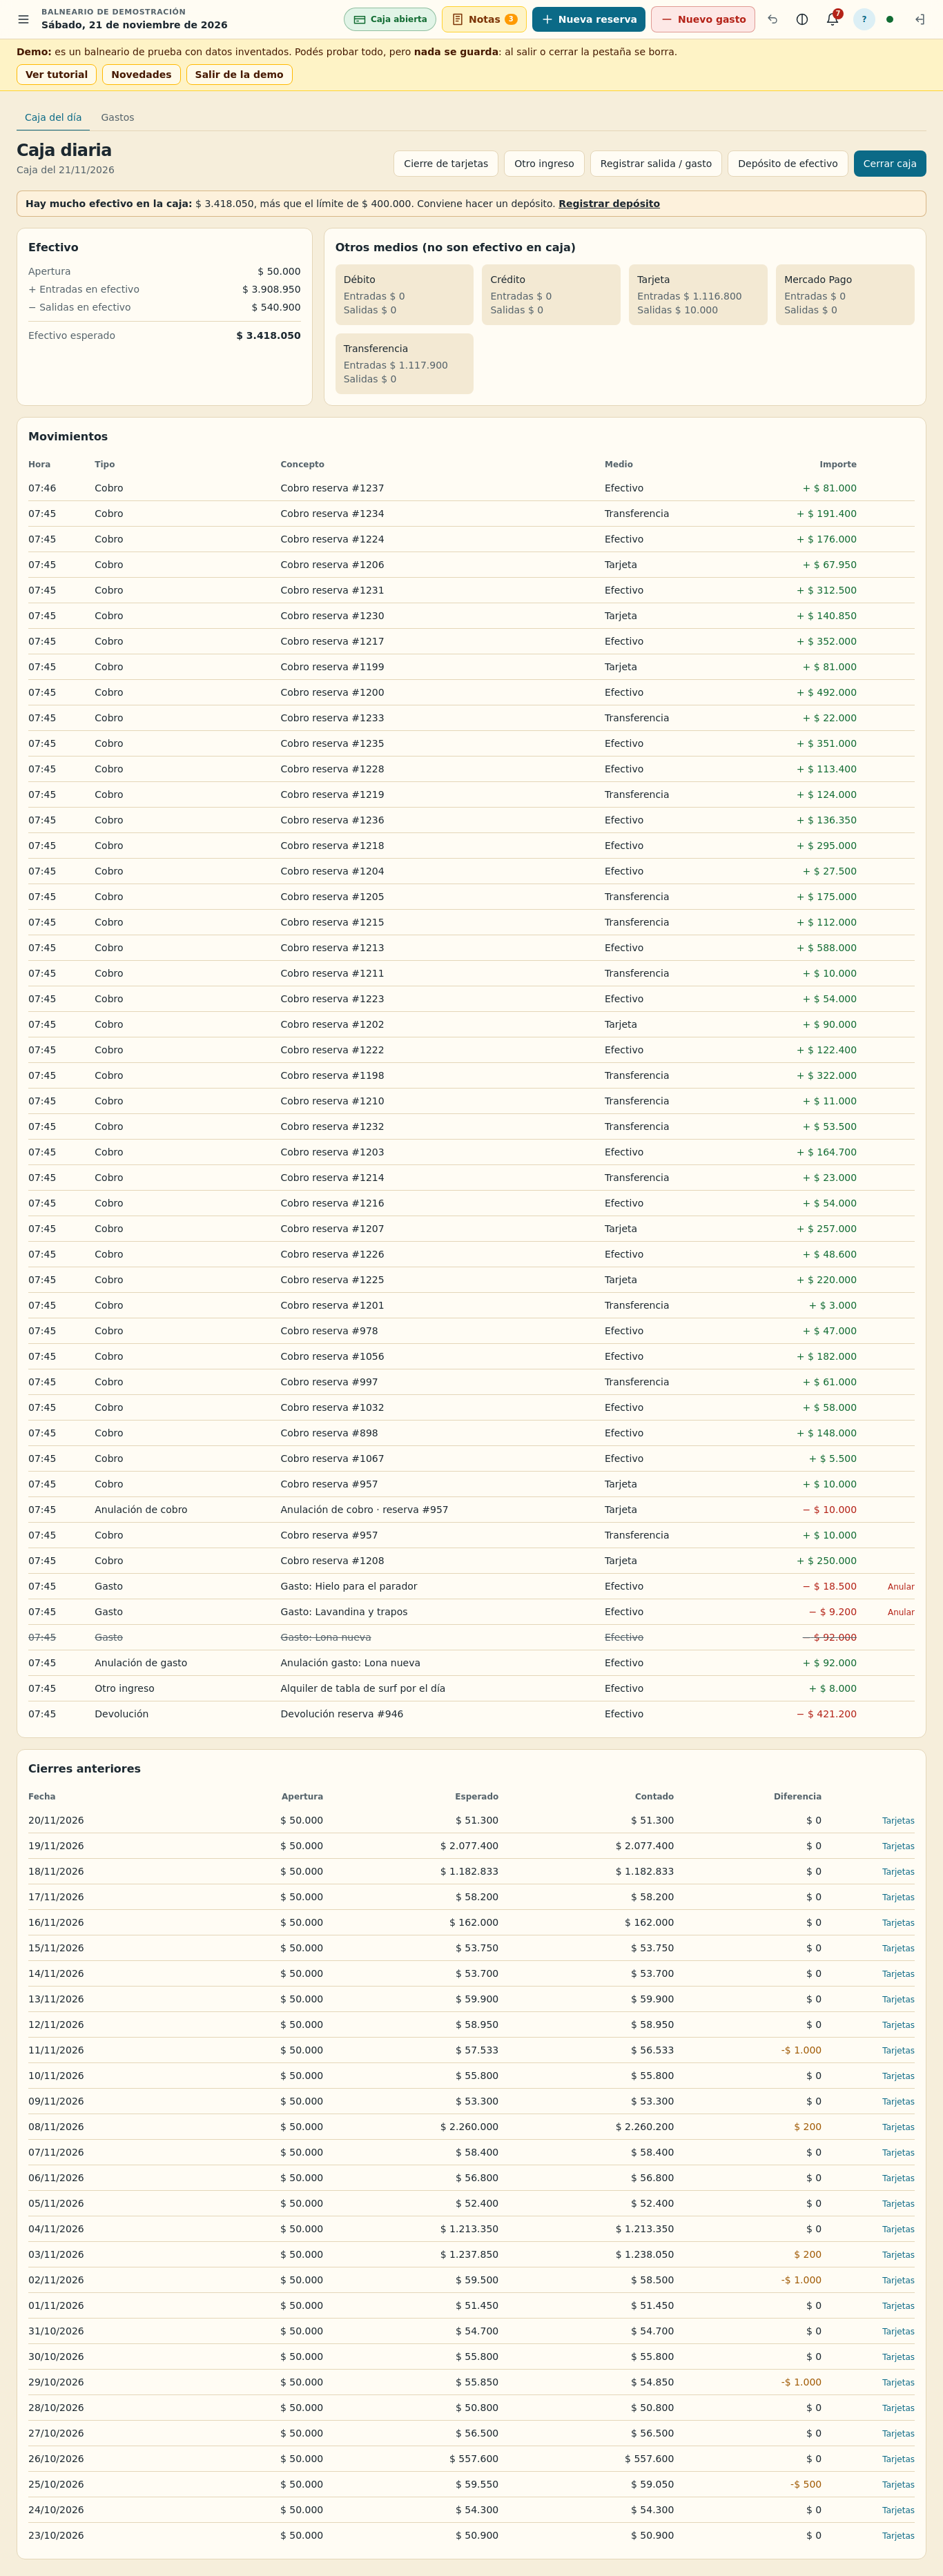 BALNEARIO DE DEMOSTRACIÓN
Sábado, 21 de noviembre de 2026
Caja abierta
Notas 3
+ Nueva reserva
− Nuevo gasto
7
?
Demo: es un balneario de prueba con datos inventados. Podés probar todo, pero nada se guarda: al salir o cerrar la pestaña se borra.
Ver tutorial Novedades Salir de la demo
Caja del día Gastos
Caja diaria
Caja del 21/11/2026
Cierre de tarjetas Otro ingreso Registrar salida / gasto Depósito de efectivo Cerrar caja
Hay mucho efectivo en la caja: $ 3.418.050, más que el límite de $ 400.000. Conviene hacer un depósito. Registrar depósito
Efectivo
Apertura $ 50.000
+ Entradas en efectivo $ 3.908.950
− Salidas en efectivo $ 540.900
Efectivo esperado $ 3.418.050
Otros medios (no son efectivo en caja)
Débito
Entradas $ 0
Salidas $ 0
Crédito
Entradas $ 0
Salidas $ 0
Tarjeta
Entradas $ 1.116.800
Salidas $ 10.000
Mercado Pago
Entradas $ 0
Salidas $ 0
Transferencia
Entradas $ 1.117.900
Salidas $ 0
Movimientos
Hora Tipo Concepto Medio Importe
07:46 Cobro Cobro reserva #1237 Efectivo + $ 81.000
07:45 Cobro Cobro reserva #1234 Transferencia + $ 191.400
07:45 Cobro Cobro reserva #1224 Efectivo + $ 176.000
07:45 Cobro Cobro reserva #1206 Tarjeta + $ 67.950
07:45 Cobro Cobro reserva #1231 Efectivo + $ 312.500
07:45 Cobro Cobro reserva #1230 Tarjeta + $ 140.850
07:45 Cobro Cobro reserva #1217 Efectivo + $ 352.000
07:45 Cobro Cobro reserva #1199 Tarjeta + $ 81.000
07:45 Cobro Cobro reserva #1200 Efectivo + $ 492.000
07:45 Cobro Cobro reserva #1233 Transferencia + $ 22.000
07:45 Cobro Cobro reserva #1235 Efectivo + $ 351.000
07:45 Cobro Cobro reserva #1228 Efectivo + $ 113.400
07:45 Cobro Cobro reserva #1219 Transferencia + $ 124.000
07:45 Cobro Cobro reserva #1236 Efectivo + $ 136.350
07:45 Cobro Cobro reserva #1218 Efectivo + $ 295.000
07:45 Cobro Cobro reserva #1204 Efectivo + $ 27.500
07:45 Cobro Cobro reserva #1205 Transferencia + $ 175.000
07:45 Cobro Cobro reserva #1215 Transferencia + $ 112.000
07:45 Cobro Cobro reserva #1213 Efectivo + $ 588.000
07:45 Cobro Cobro reserva #1211 Transferencia + $ 10.000
07:45 Cobro Cobro reserva #1223 Efectivo + $ 54.000
07:45 Cobro Cobro reserva #1202 Tarjeta + $ 90.000
07:45 Cobro Cobro reserva #1222 Efectivo + $ 122.400
07:45 Cobro Cobro reserva #1198 Transferencia + $ 322.000
07:45 Cobro Cobro reserva #1210 Transferencia + $ 11.000
07:45 Cobro Cobro reserva #1232 Transferencia + $ 53.500
07:45 Cobro Cobro reserva #1203 Efectivo + $ 164.700
07:45 Cobro Cobro reserva #1214 Transferencia + $ 23.000
07:45 Cobro Cobro reserva #1216 Efectivo + $ 54.000
07:45 Cobro Cobro reserva #1207 Tarjeta + $ 257.000
07:45 Cobro Cobro reserva #1226 Efectivo + $ 48.600
07:45 Cobro Cobro reserva #1225 Tarjeta + $ 220.000
07:45 Cobro Cobro reserva #1201 Transferencia + $ 3.000
07:45 Cobro Cobro reserva #978 Efectivo + $ 47.000
07:45 Cobro Cobro reserva #1056 Efectivo + $ 182.000
07:45 Cobro Cobro reserva #997 Transferencia + $ 61.000
07:45 Cobro Cobro reserva #1032 Efectivo + $ 58.000
07:45 Cobro Cobro reserva #898 Efectivo + $ 148.000
07:45 Cobro Cobro reserva #1067 Efectivo + $ 5.500
07:45 Cobro Cobro reserva #957 Tarjeta + $ 10.000
07:45 Anulación de cobro Anulación de cobro · reserva #957 Tarjeta − $ 10.000
07:45 Cobro Cobro reserva #957 Transferencia + $ 10.000
07:45 Cobro Cobro reserva #1208 Tarjeta + $ 250.000
07:45 Gasto Gasto: Hielo para el parador Efectivo − $ 18.500 Anular
07:45 Gasto Gasto: Lavandina y trapos Efectivo − $ 9.200 Anular
07:45 Gasto Gasto: Lona nueva Efectivo − $ 92.000
07:45 Anulación de gasto Anulación gasto: Lona nueva Efectivo + $ 92.000
07:45 Otro ingreso Alquiler de tabla de surf por el día Efectivo + $ 8.000
07:45 Devolución Devolución reserva #946 Efectivo − $ 421.200
Cierres anteriores
Fecha Apertura Esperado Contado Diferencia
20/11/2026 $ 50.000 $ 51.300 $ 51.300 $ 0 Tarjetas
19/11/2026 $ 50.000 $ 2.077.400 $ 2.077.400 $ 0 Tarjetas
18/11/2026 $ 50.000 $ 1.182.833 $ 1.182.833 $ 0 Tarjetas
17/11/2026 $ 50.000 $ 58.200 $ 58.200 $ 0 Tarjetas
16/11/2026 $ 50.000 $ 162.000 $ 162.000 $ 0 Tarjetas
15/11/2026 $ 50.000 $ 53.750 $ 53.750 $ 0 Tarjetas
14/11/2026 $ 50.000 $ 53.700 $ 53.700 $ 0 Tarjetas
13/11/2026 $ 50.000 $ 59.900 $ 59.900 $ 0 Tarjetas
12/11/2026 $ 50.000 $ 58.950 $ 58.950 $ 0 Tarjetas
11/11/2026 $ 50.000 $ 57.533 $ 56.533 -$ 1.000 Tarjetas
10/11/2026 $ 50.000 $ 55.800 $ 55.800 $ 0 Tarjetas
09/11/2026 $ 50.000 $ 53.300 $ 53.300 $ 0 Tarjetas
08/11/2026 $ 50.000 $ 2.260.000 $ 2.260.200 $ 200 Tarjetas
07/11/2026 $ 50.000 $ 58.400 $ 58.400 $ 0 Tarjetas
06/11/2026 $ 50.000 $ 56.800 $ 56.800 $ 0 Tarjetas
05/11/2026 $ 50.000 $ 52.400 $ 52.400 $ 0 Tarjetas
04/11/2026 $ 50.000 $ 1.213.350 $ 1.213.350 $ 0 Tarjetas
03/11/2026 $ 50.000 $ 1.237.850 $ 1.238.050 $ 200 Tarjetas
02/11/2026 $ 50.000 $ 59.500 $ 58.500 -$ 1.000 Tarjetas
01/11/2026 $ 50.000 $ 51.450 $ 51.450 $ 0 Tarjetas
31/10/2026 $ 50.000 $ 54.700 $ 54.700 $ 0 Tarjetas
30/10/2026 $ 50.000 $ 55.800 $ 55.800 $ 0 Tarjetas
29/10/2026 $ 50.000 $ 55.850 $ 54.850 -$ 1.000 Tarjetas
28/10/2026 $ 50.000 $ 50.800 $ 50.800 $ 0 Tarjetas
27/10/2026 $ 50.000 $ 56.500 $ 56.500 $ 0 Tarjetas
26/10/2026 $ 50.000 $ 557.600 $ 557.600 $ 0 Tarjetas
25/10/2026 $ 50.000 $ 59.550 $ 59.050 -$ 500 Tarjetas
24/10/2026 $ 50.000 $ 54.300 $ 54.300 $ 0 Tarjetas
23/10/2026 $ 50.000 $ 50.900 $ 50.900 $ 0 Tarjetas